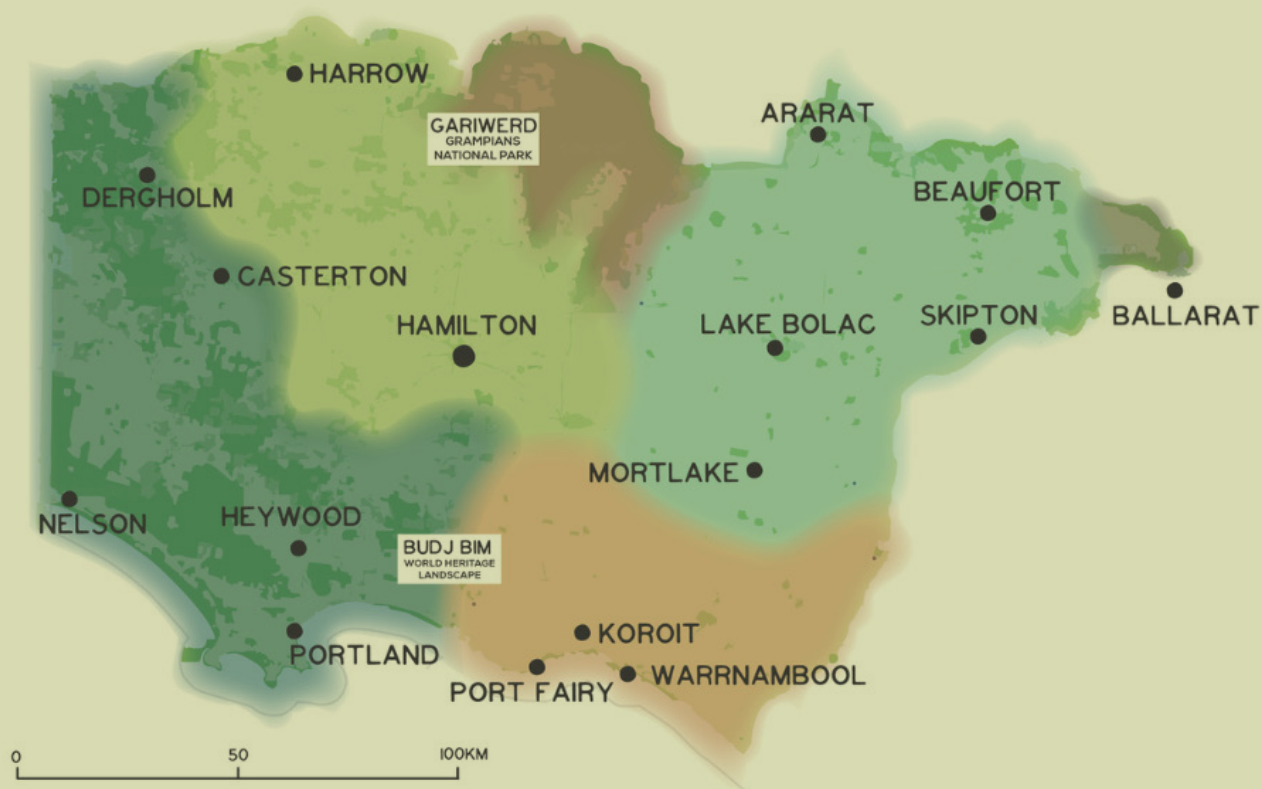 HARROW
ARARAT
GARIWERD
GRAMPIANS
NATIONAL PARK
DERGHOLM
BEAUFORT
CASTERTON
HAMILTON
LAKE BOLAC
SKIPTON
BALLARAT
MORTLAKE
NELSON
HEYWOOD
BUDJ BIM
WORLD HERITAGE
LANDSCAPE
KOROIT
PORTLAND
PORT FAIRY
WARRNAMBOOL
0 50 100KM